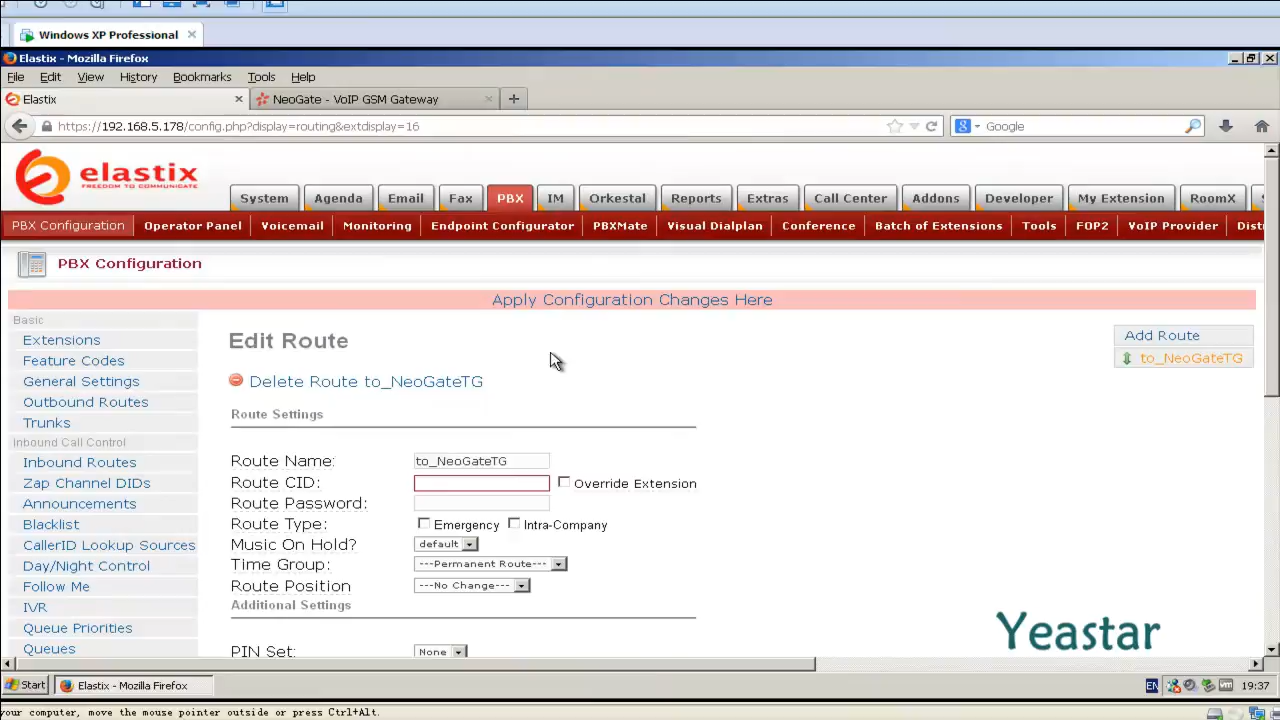 Windows XP Professional
Elastix - Mozilla Firefox
File Edit View History Bookmarks Tools Help
Elastix NeoGate - VoIP GSM Gateway
https://192.168.5.178/config.php?display=routing&extdisplay=16 Google
elastix
FREEDOM TO COMMUNICATE
System Agenda Email Fax PBX IM Orkestal Reports Extras Call Center Addons Developer My Extension RoomX
PBX Configuration Operator Panel Voicemail Monitoring Endpoint Configurator PBXMate Visual Dialplan Conference Batch of Extensions Tools FOP2 VoIP Provider Dist
PBX Configuration
Apply Configuration Changes Here
Basic
Extensions
Feature Codes
General Settings
Outbound Routes
Trunks
Inbound Call Control
Inbound Routes
Zap Channel DIDs
Announcements
Blacklist
CallerID Lookup Sources
Day/Night Control
Follow Me
IVR
Queue Priorities
Queues
Edit Route
Delete Route to_NeoGateTG
Route Settings
Route Name: to_NeoGateTG
Route CID: Override Extension
Route Password:
Route Type: Emergency Intra-Company
Music On Hold? default
Time Group: ---Permanent Route---
Route Position ---No Change---
Additional Settings
PIN Set: None
Add Route
to_NeoGateTG
Yeastar
Start Elastix - Mozilla Firefox EN 19:37
your computer, move the mouse pointer outside or press Ctrl+Alt.